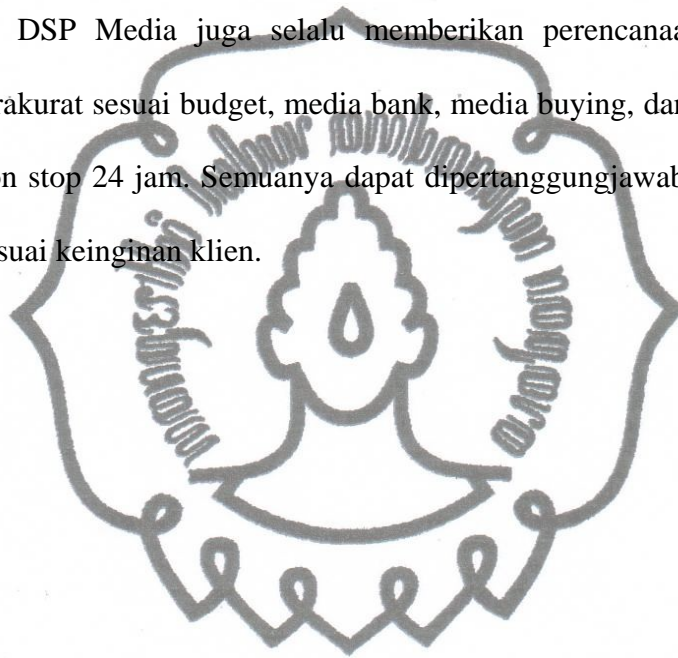 DSP Media juga selalu memberikan perencanaa
rakurat sesuai budget, media bank, media buying, dan
on stop 24 jam. Semuanya dapat dipertanggungjawab
suai keinginan klien.